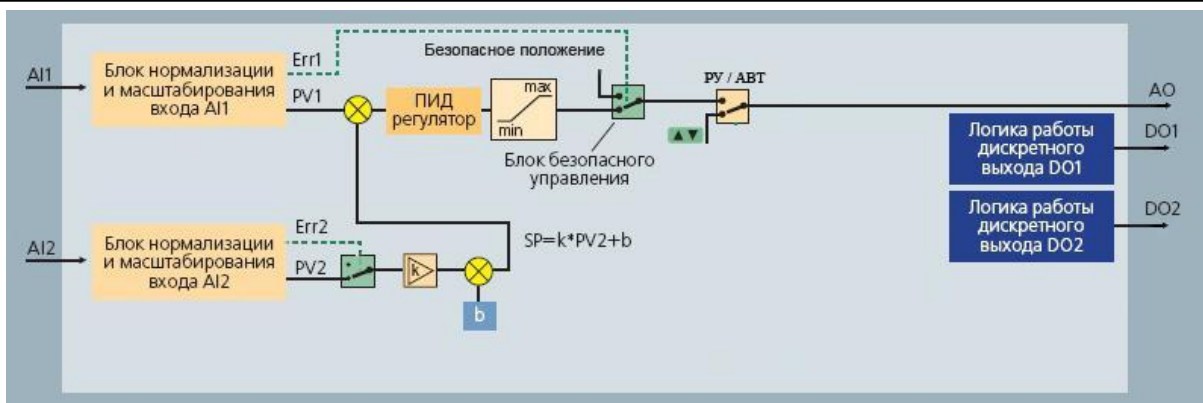 Безопасное положение
AI1
Блок нормализации
и масштабирования
входа AI1
Err1
PV1
ПИД
регулятор
max
min
РУ / АВТ
AO
Блок безопасного
управления
Логика работы
дискретного
выхода DO1
DO1
AI2
Блок нормализации
и масштабирования
входа AI2
Err2
PV2
k
b
SP=k*PV2+b
Логика работы
дискретного
выхода DO2
DO2